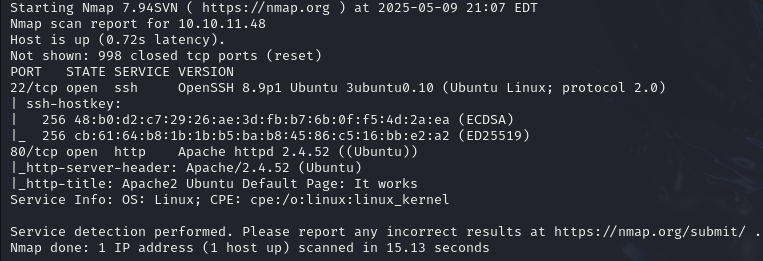 Starting Nmap 7.94SVN ( https://nmap.org ) at 2025-05-09 21:07 EDT
Nmap scan report for 10.10.11.48
Host is up (0.72s latency).
Not shown: 998 closed tcp ports (reset)
PORT   STATE SERVICE VERSION
22/tcp open  ssh     OpenSSH 8.9p1 Ubuntu 3ubuntu0.10 (Ubuntu Linux; protocol 2.0)
| ssh-hostkey:
|   256 48:b0:d2:c7:29:26:ae:3d:fb:b7:6b:0f:f5:4d:2a:ea (ECDSA)
|_  256 cb:61:64:b8:1b:1b:b5:ba:b8:45:86:c5:16:bb:e2:a2 (ED25519)
80/tcp open  http    Apache httpd 2.4.52 ((Ubuntu))
|_http-server-header: Apache/2.4.52 (Ubuntu)
|_http-title: Apache2 Ubuntu Default Page: It works
Service Info: OS: Linux; CPE: cpe:/o:linux:linux_kernel

Service detection performed. Please report any incorrect results at https://nmap.org/submit/ .
Nmap done: 1 IP address (1 host up) scanned in 15.13 seconds